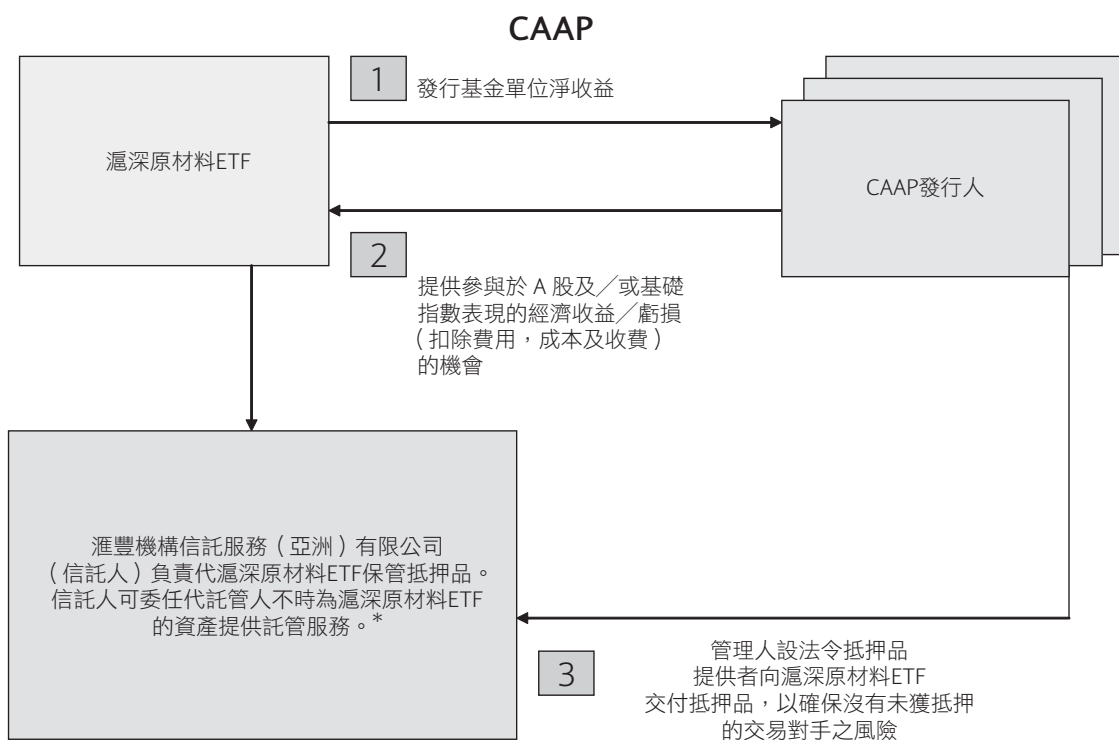 CAAP
1
發行基金單位淨收益
滬深原材料ETF
CAAP發行人
2
提供參與於 A 股及／或基礎
指數表現的經濟收益／虧損
（扣除費用，成本及收費）
的機會
滙豐機構信託服務（亞洲）有限公司
（信託人）負責代滬深原材料ETF保管抵押品。
信託人可委任代託管人不時為滬深原材料ETF
的資產提供託管服務。*
3
管理人設法令抵押品
提供者向滬深原材料ETF
交付抵押品，以確保沒有未獲抵押
的交易對手之風險